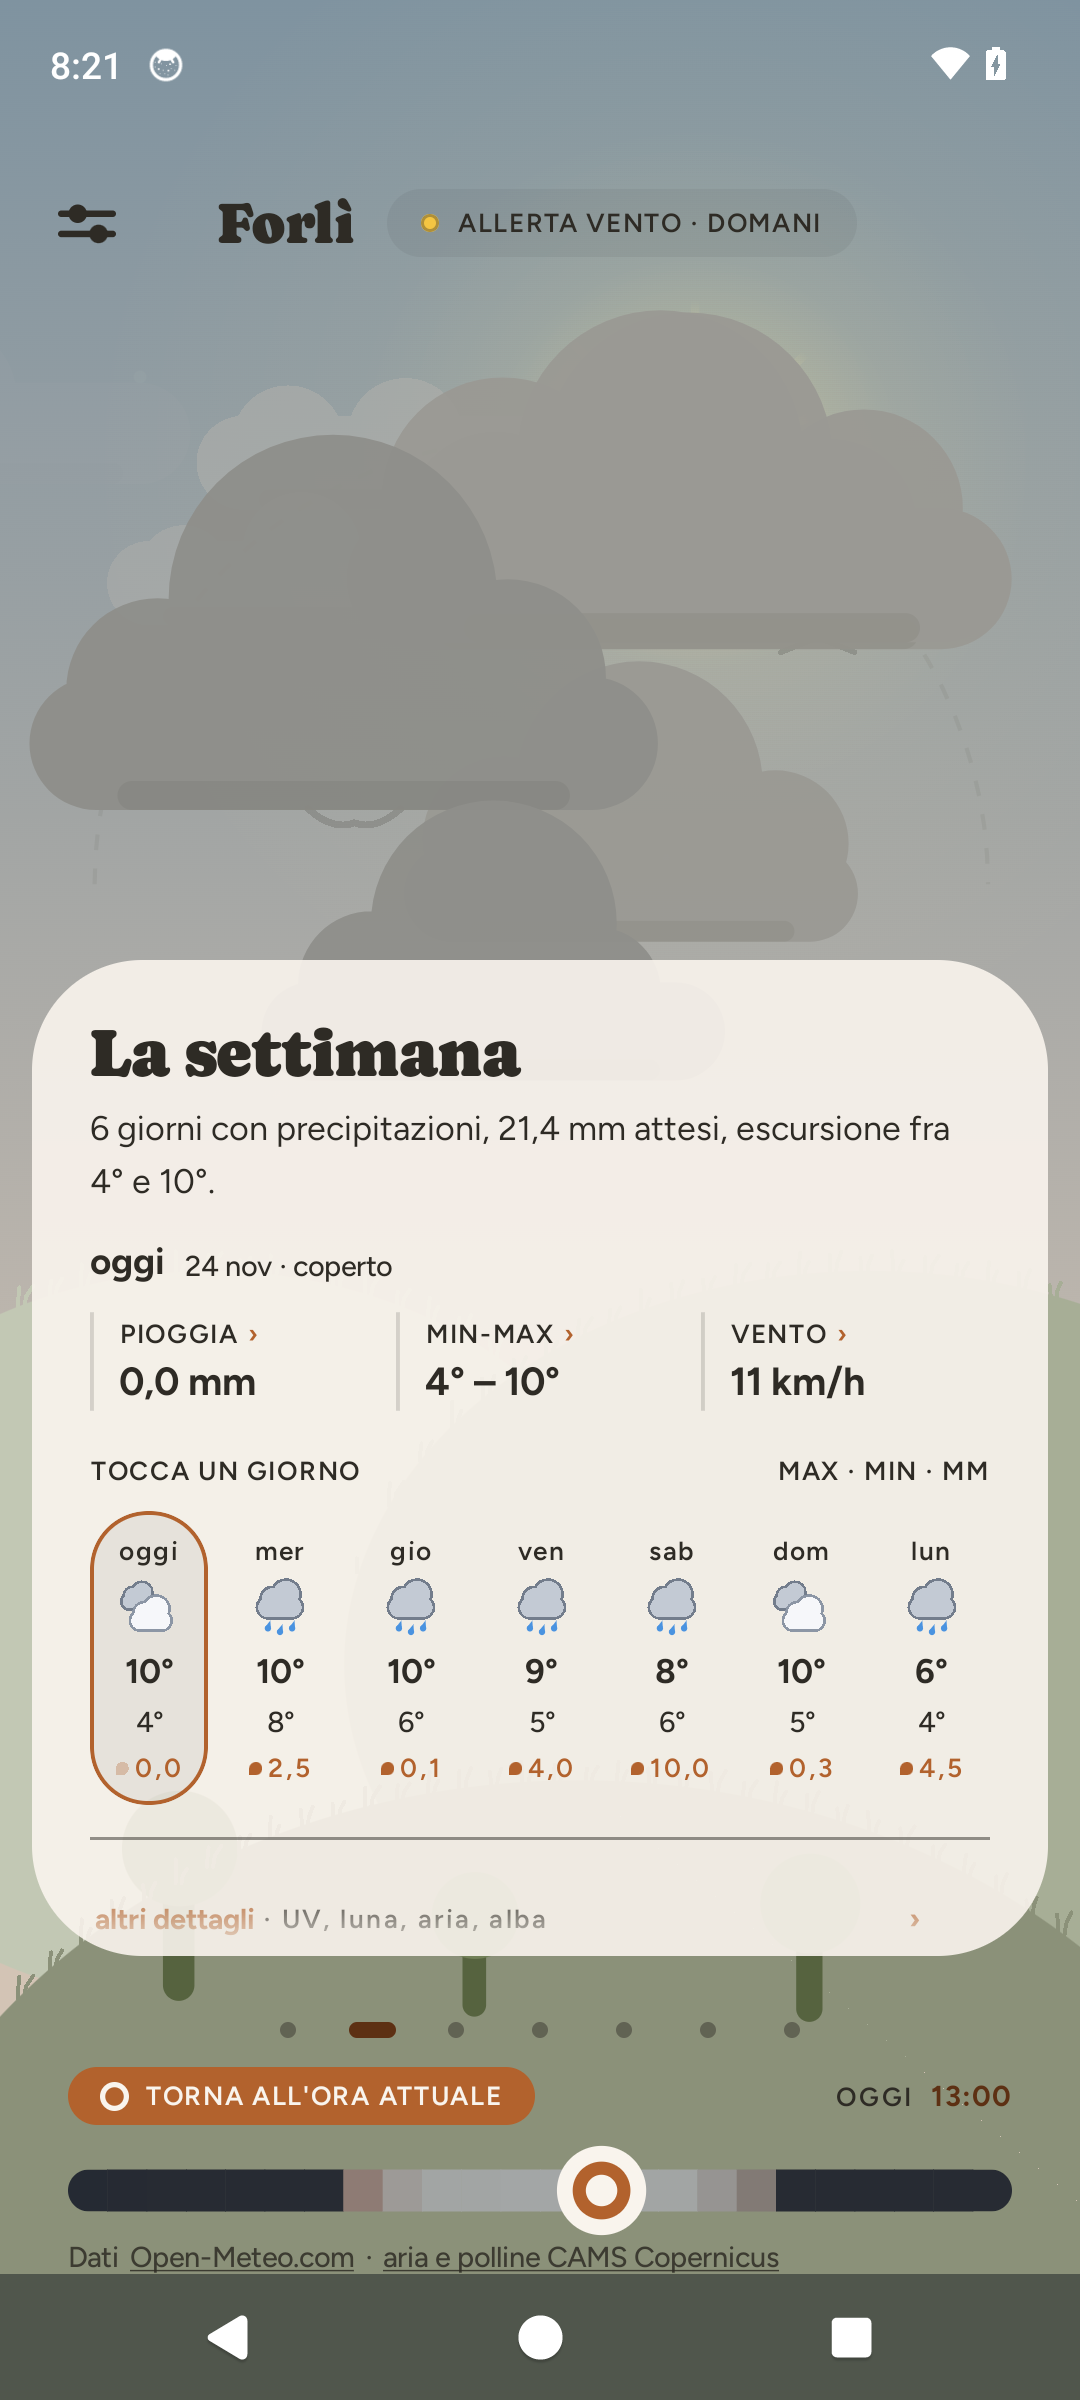 8:21
Forlì
ALLERTA VENTO · DOMANI
La settimana
6 giorni con precipitazioni, 21,4 mm attesi, escursione fra
4° e 10°.
oggi 24 nov · coperto
PIOGGIA › MIN-MAX › VENTO ›
0,0 mm 4° – 10° 11 km/h
TOCCA UN GIORNO MAX · MIN · MM
oggi mer gio ven sab dom lun
10° 10° 10° 9° 8° 10° 6°
4° 8° 6° 5° 6° 5° 4°
0,0 2,5 0,1 4,0 10,0 0,3 4,5
altri dettagli · UV, luna, aria, alba ›
TORNA ALL'ORA ATTUALE OGGI 13:00
Dati Open-Meteo.com · aria e polline CAMS Copernicus